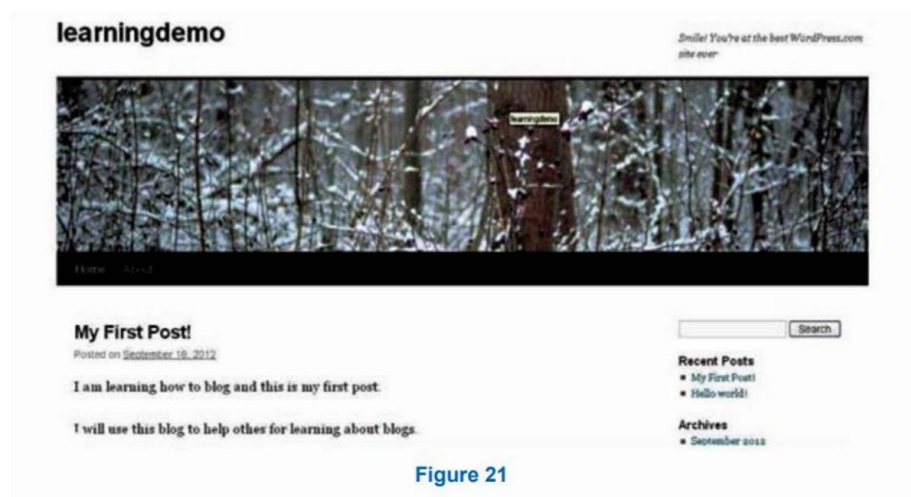 learningdemo
Smile! You're at the best WordPress.com
site ever
learningdemo
Home About
My First Post!
Posted on September 18, 2012
I am learning how to blog and this is my first post.
I will use this blog to help othes for learning about blogs.
Search
Recent Posts
My First Post!
Hello world!
Archives
September 2012
Figure 21